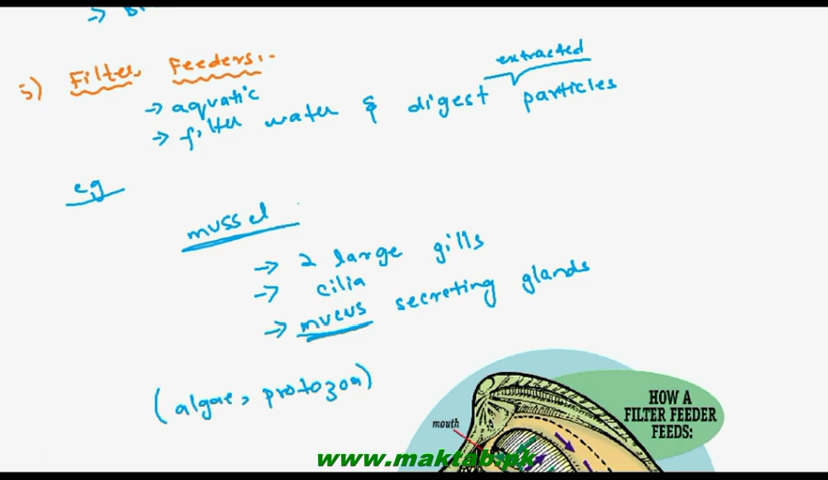 5) Filter Feeders:-
→ aquatic
extracted
→ filter water & digest particles
eg
mussel
→ 2 large gills
→ cilia
→ mucus secreting glands
(algae, protozoa)
HOW A
FILTER FEEDER
FEEDS:
mouth
www.maktab.pk